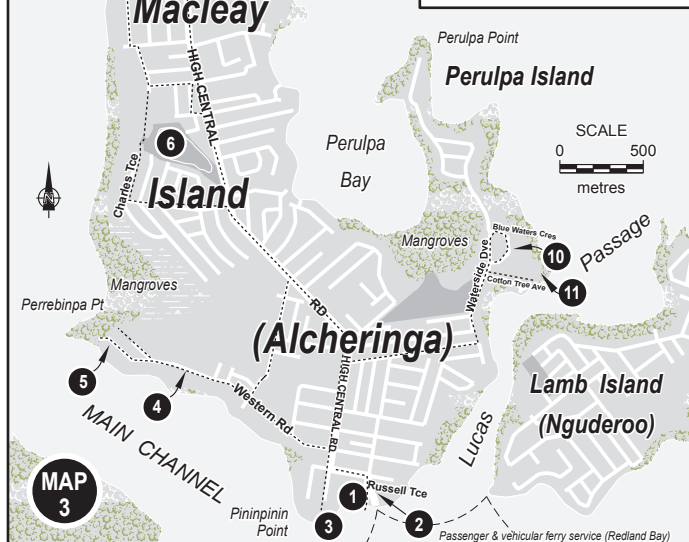 Macleay
Perulpa Point
HIGH CENTRAL
Perulpa Island
SCALE
0 500
metres
Perulpa
Bay
6
Charles Tce
N
Island
Blue Waters Cres
Passage
Mangroves
10
Waterside Dve
Cotton Tree Ave
11
Mangroves
Perrebinpa Pt
RD
(Alcheringa)
HIGH CENTRAL RD
Lamb Island
(Nguderoo)
5
4
Western Rd
MAIN CHANNEL
Lucas
MAP
3
Russell Tce
1
Pininpinin
Point
3
2
Passenger & vehicular ferry service (Redland Bay)